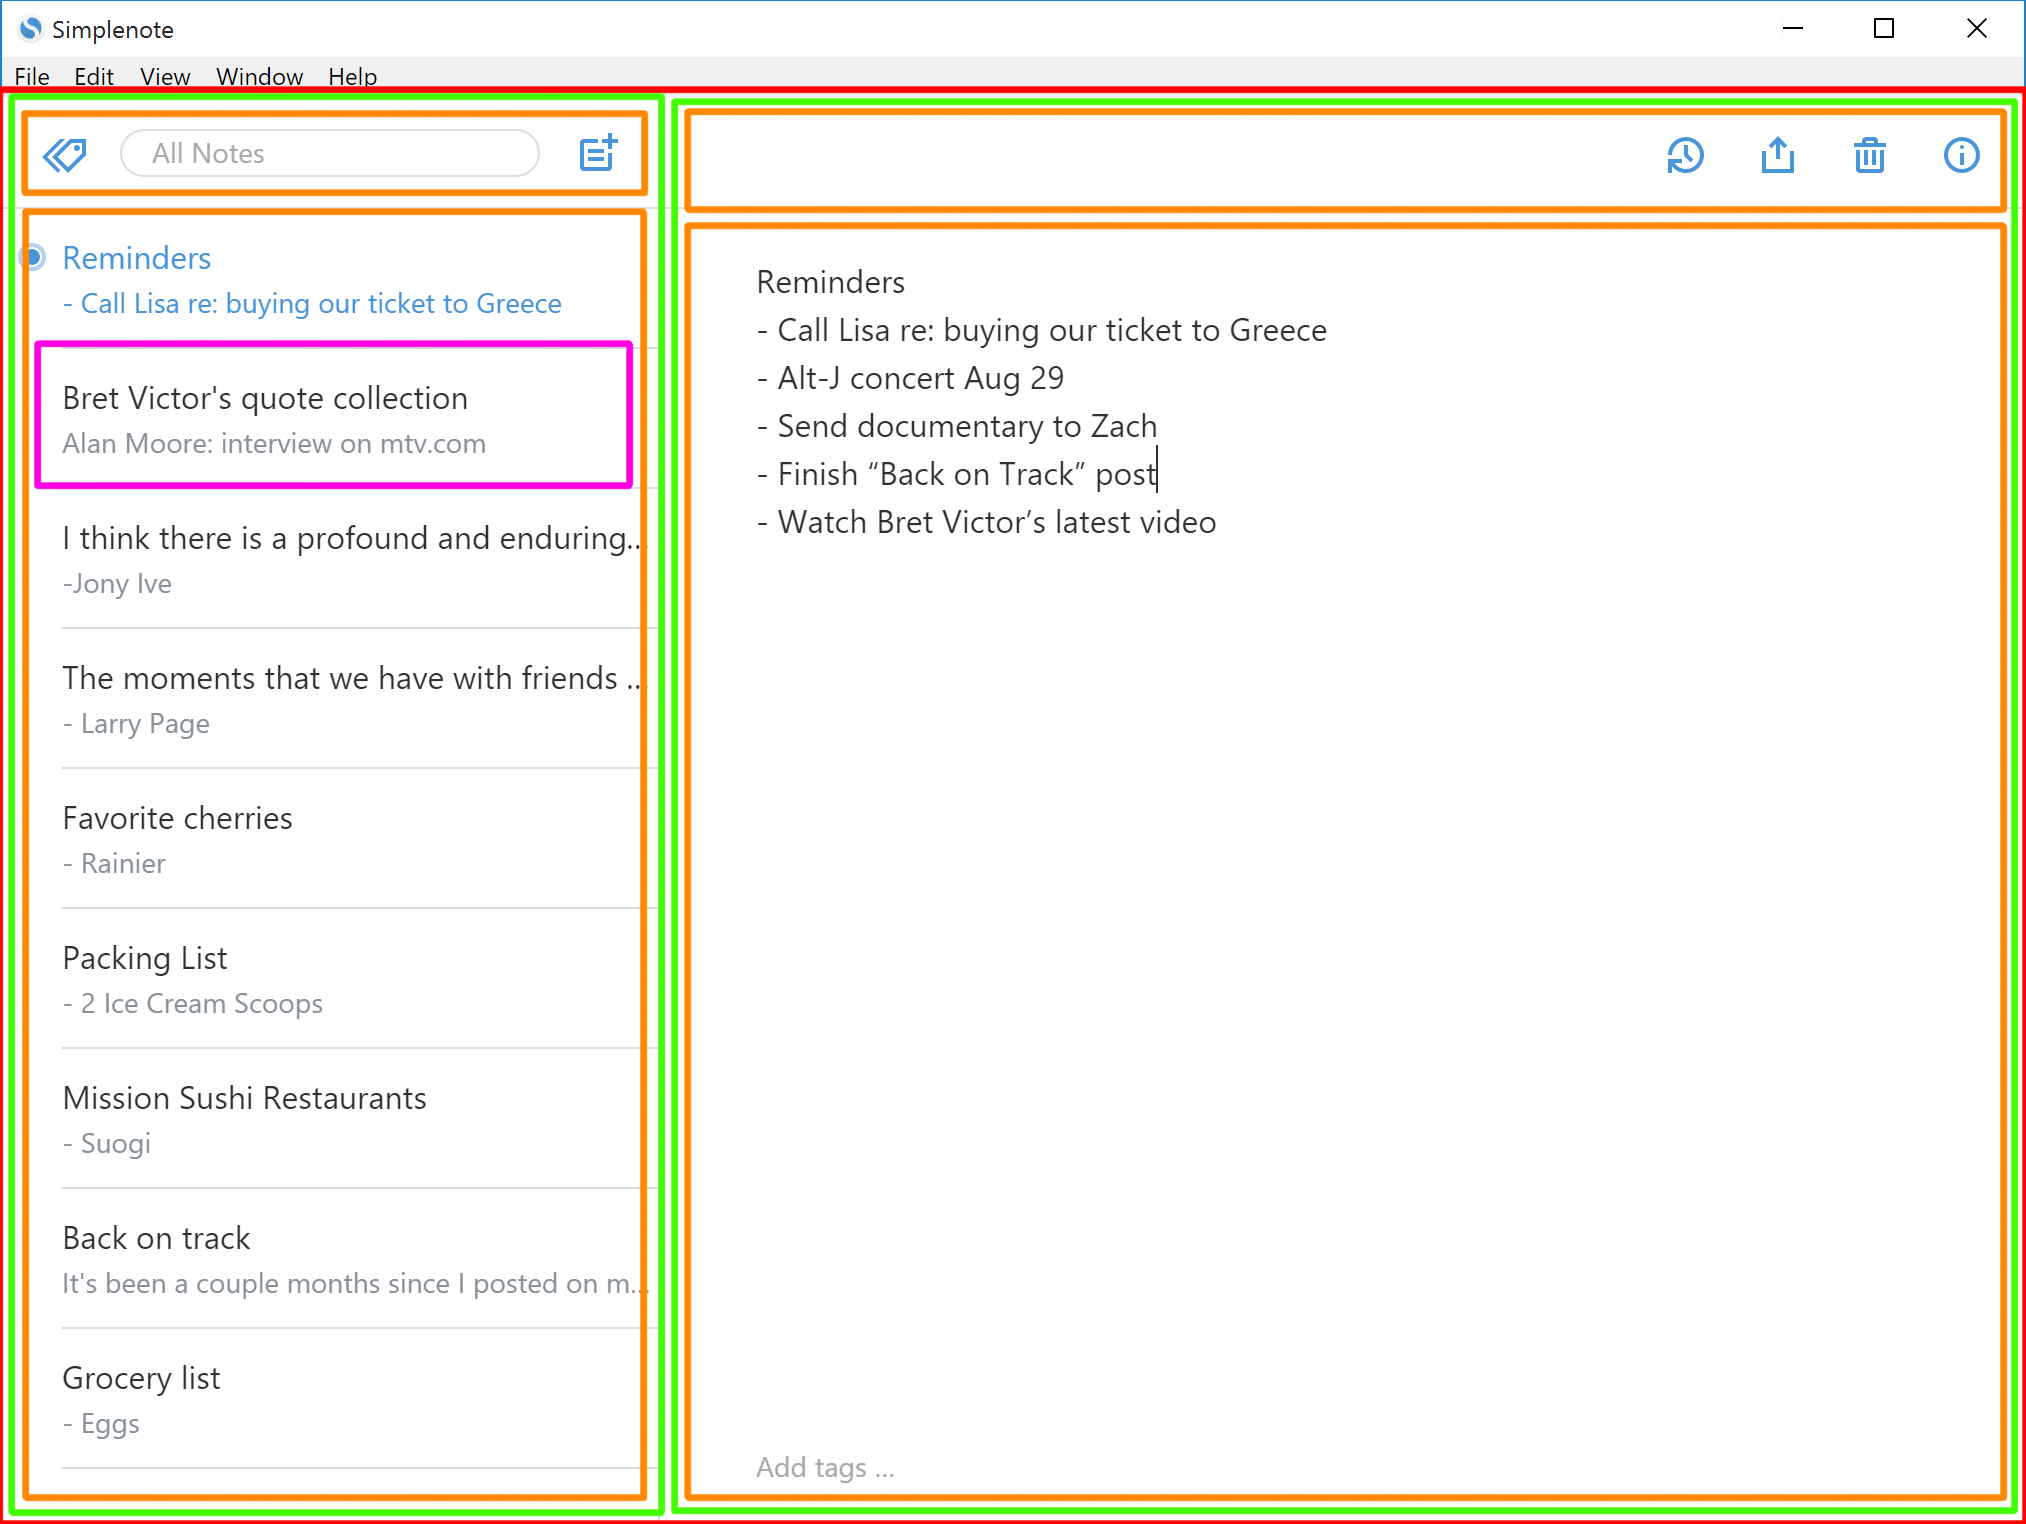 Simplenote
File Edit View Window Help
All Notes
Reminders
- Call Lisa re: buying our ticket to Greece
Bret Victor's quote collection
Alan Moore: interview on mtv.com
I think there is a profound and enduring...
-Jony Ive
The moments that we have with friends ...
- Larry Page
Favorite cherries
- Rainier
Packing List
- 2 Ice Cream Scoops
Mission Sushi Restaurants
- Suogi
Back on track
It's been a couple months since I posted on m...
Grocery list
- Eggs
Reminders
- Call Lisa re: buying our ticket to Greece
- Alt-J concert Aug 29
- Send documentary to Zach
- Finish “Back on Track” post
- Watch Bret Victor’s latest video
Add tags ...